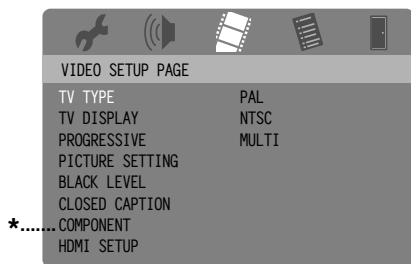 VIDEO SETUP PAGE
TV TYPE PAL
TV DISPLAY NTSC
PROGRESSIVE MULTI
PICTURE SETTING
BLACK LEVEL
CLOSED CAPTION
*....... COMPONENT
HDMI SETUP